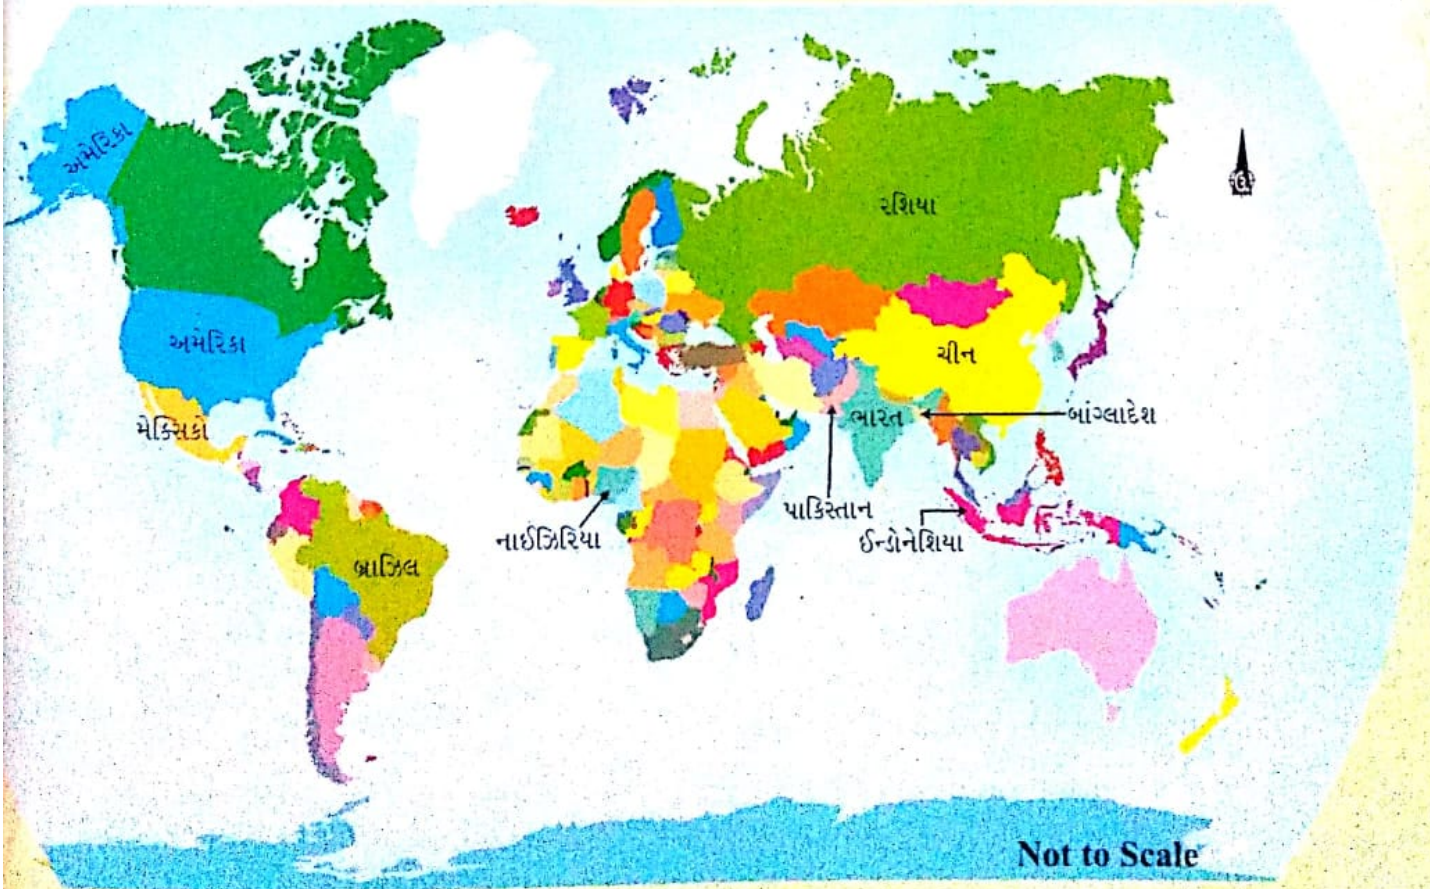 અમેરિકા
રશિયા
ઉ
અમેરિકા
ચીન
મેક્સિકો
ભારત
બાંગ્લાદેશ
પાકિસ્તાન
નાઈઝિરિયા
ઈન્ડોનેશિયા
બ્રાઝિલ
Not to Scale